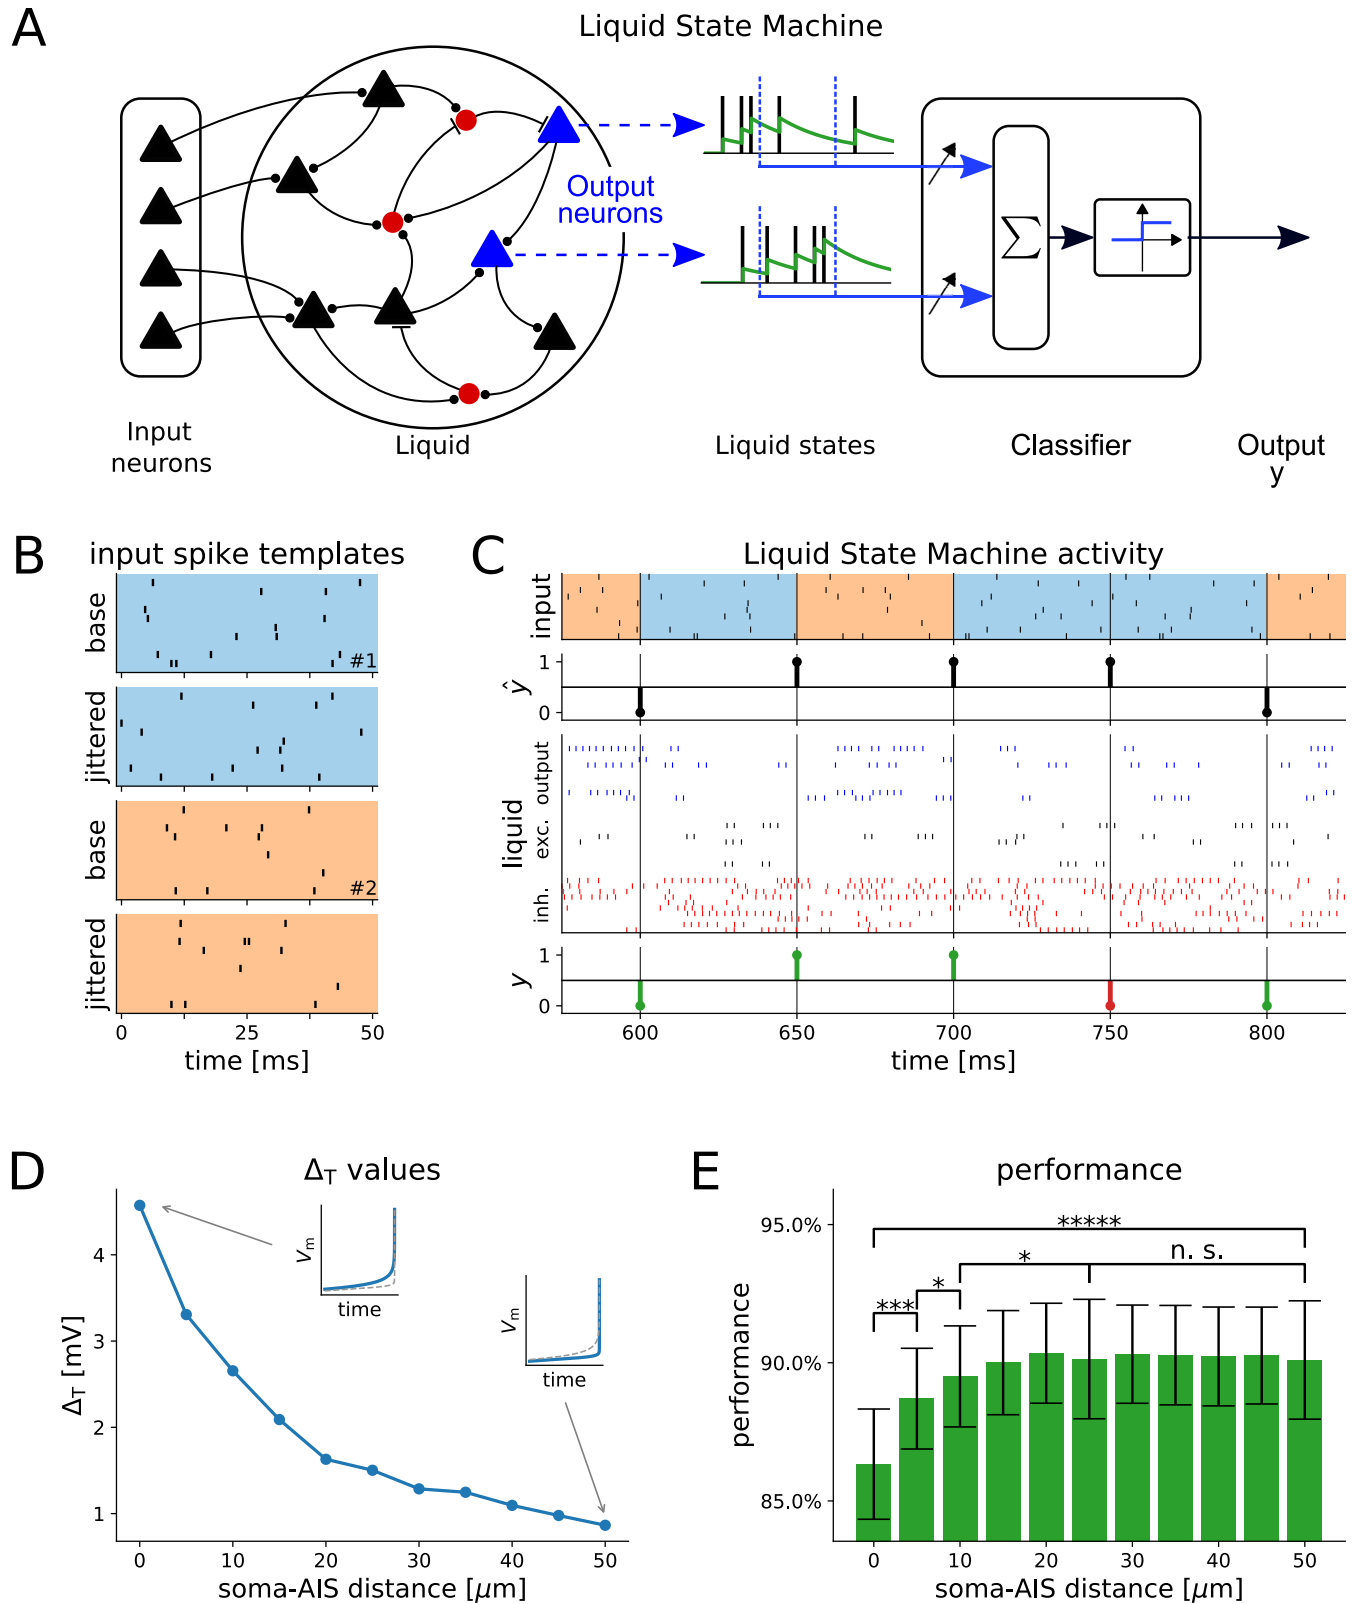 A
Liquid State Machine
Output
neurons
Σ
Input
neurons
Liquid
Liquid states
Classifier
Output
y
B
input spike templates
base
#1
jittered
base
#2
jittered
0
25
50
time [ms]
C
Liquid State Machine activity
input
1
ŷ
0
liquid
output
exc.
inh.
1
y
0
600
650
700
750
800
time [ms]
D
Δ_T values
4
3
2
1
Δ_T [mV]
V_m
time
V_m
time
0
10
20
30
40
50
soma-AIS distance [μm]
E
performance
95.0%
90.0%
85.0%
performance
*****
*
n. s.
*
***
0
10
20
30
40
50
soma-AIS distance [μm]